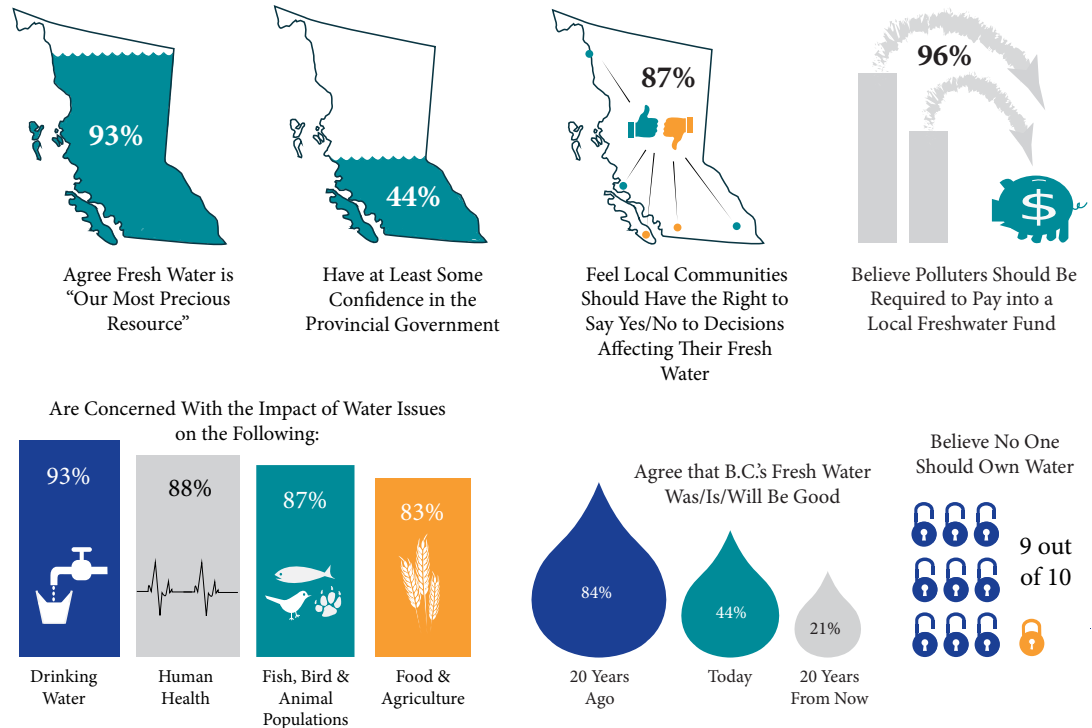 93%
Agree Fresh Water is
“Our Most Precious
Resource”
44%
Have at Least Some
Confidence in the
Provincial Government
87%
Feel Local Communities
Should Have the Right to
Say Yes/No to Decisions
Affecting Their Fresh
Water
96%
$
Believe Polluters Should Be
Required to Pay into a
Local Freshwater Fund
Are Concerned With the Impact of Water Issues
on the Following:
93%
Drinking
Water
88%
Human
Health
87%
Fish, Bird &
Animal
Populations
83%
Food &
Agriculture
Agree that B.C.'s Fresh Water
Was/Is/Will Be Good
84%
20 Years
Ago
44%
Today
21%
20 Years
From Now
Believe No One
Should Own Water
9 out
of 10